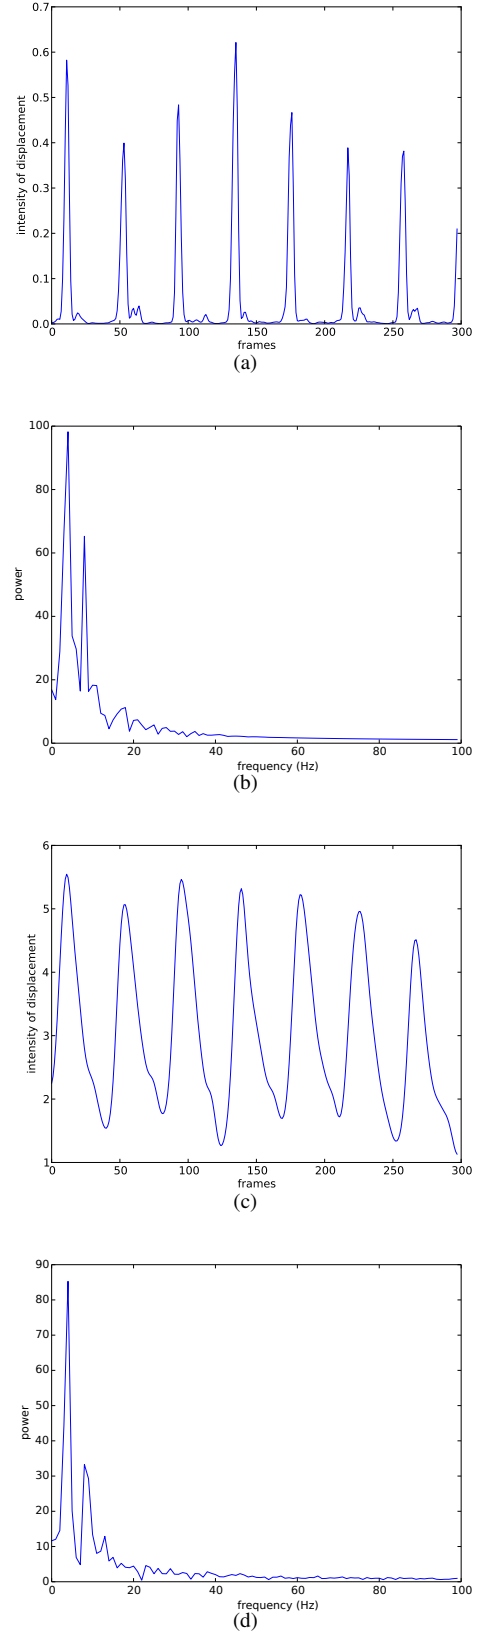 0.7
0.6
0.5
0.4
0.3
0.2
0.1
0.0
intensity of displacement
0 50 100 150 200 250 300
frames
(a)
100
80
60
40
20
0
power
0 20 40 60 80 100
frequency (Hz)
(b)
6
5
4
3
2
1
intensity of displacement
0 50 100 150 200 250 300
frames
(c)
90
80
70
60
50
40
30
20
10
0
power
0 20 40 60 80 100
frequency (Hz)
(d)